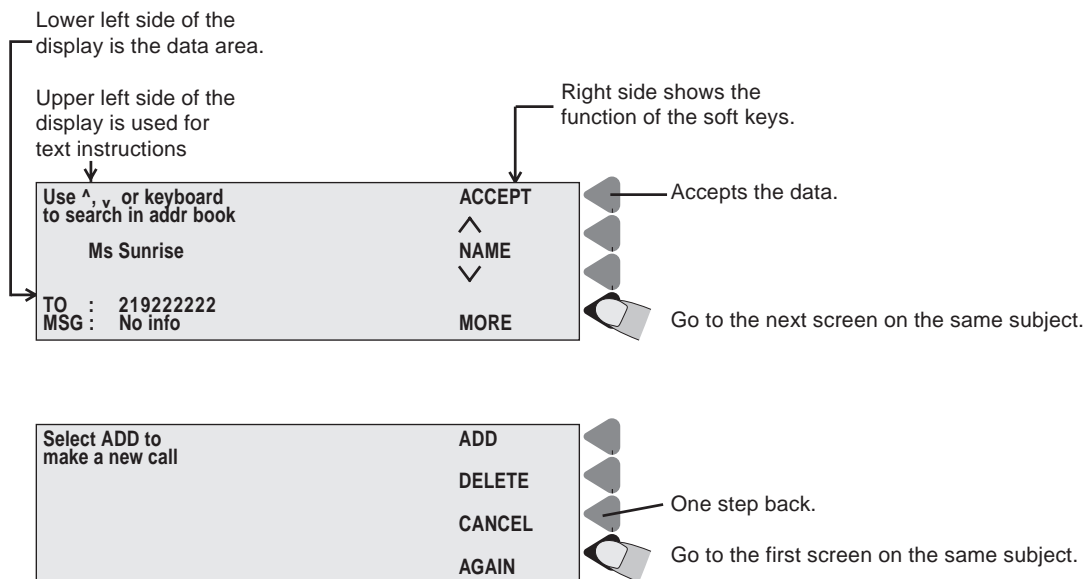 Lower left side of the
display is the data area.
Upper left side of the
display is used for
text instructions
Right side shows the
function of the soft keys.
Use ^, v or keyboard
to search in addr book
Ms Sunrise
TO : 219222222
MSG : No info
ACCEPT
NAME
MORE
Accepts the data.
Go to the next screen on the same subject.
Select ADD to
make a new call
ADD
DELETE
CANCEL
AGAIN
One step back.
Go to the first screen on the same subject.